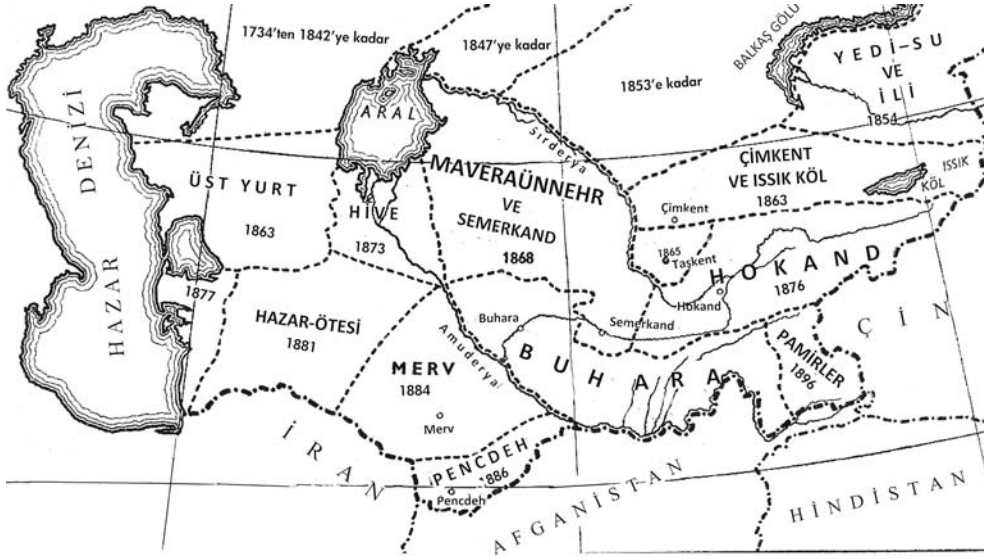 1734'ten 1842'ye kadar
1847'ye kadar
1853'e kadar
BALKAŞ GÖLÜ
YEDİ-SU
VE
İLİ
1854
HAZAR DENİZİ
ARAL
Sırderya
ÜST YURT
1863
HİVE
1873
MAVERAÜNNEHR
VE
SEMERKAND
1868
ÇİMKENT
VE ISSIK KÖL
1863
ISSIK
KÖL
Çimkent
1865
Taşkent
HOKAND
1876
Hokand
1877
HAZAR-ÖTESİ
1881
Buhara
Semerkand
BUHARA
Amuderya
MERV
1884
Merv
PAMİRLER
1896
ÇİN
İRAN
PENCDEH
1886
Pencdeh
AFGANİSTAN
HİNDİSTAN